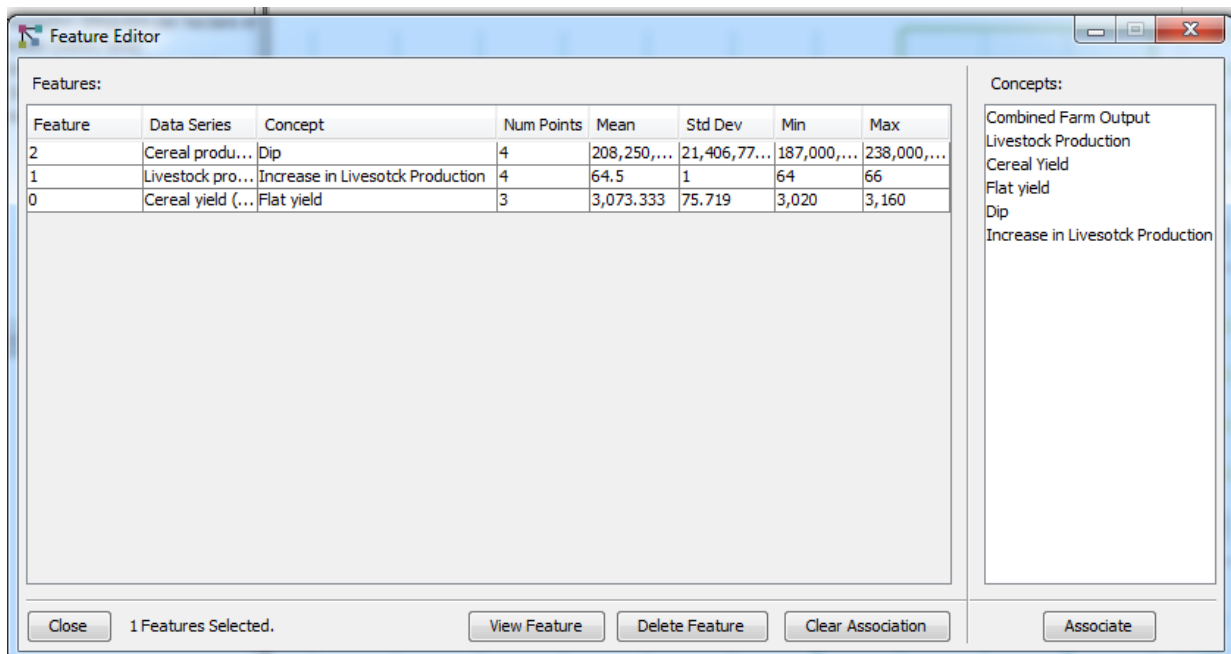 Feature Editor
Features:
Concepts:
Feature Data Series Concept Num Points Mean Std Dev Min Max
2 Cereal produ... Dip 4 208,250,... 21,406,77... 187,000,... 238,000,...
1 Livestock pro... Increase in Livesotck Production 4 64.5 1 64 66
0 Cereal yield (... Flat yield 3 3,073.333 75.719 3,020 3,160
Combined Farm Output
Livestock Production
Cereal Yield
Flat yield
Dip
Increase in Livesotck Production
Close 1 Features Selected. View Feature Delete Feature Clear Association Associate